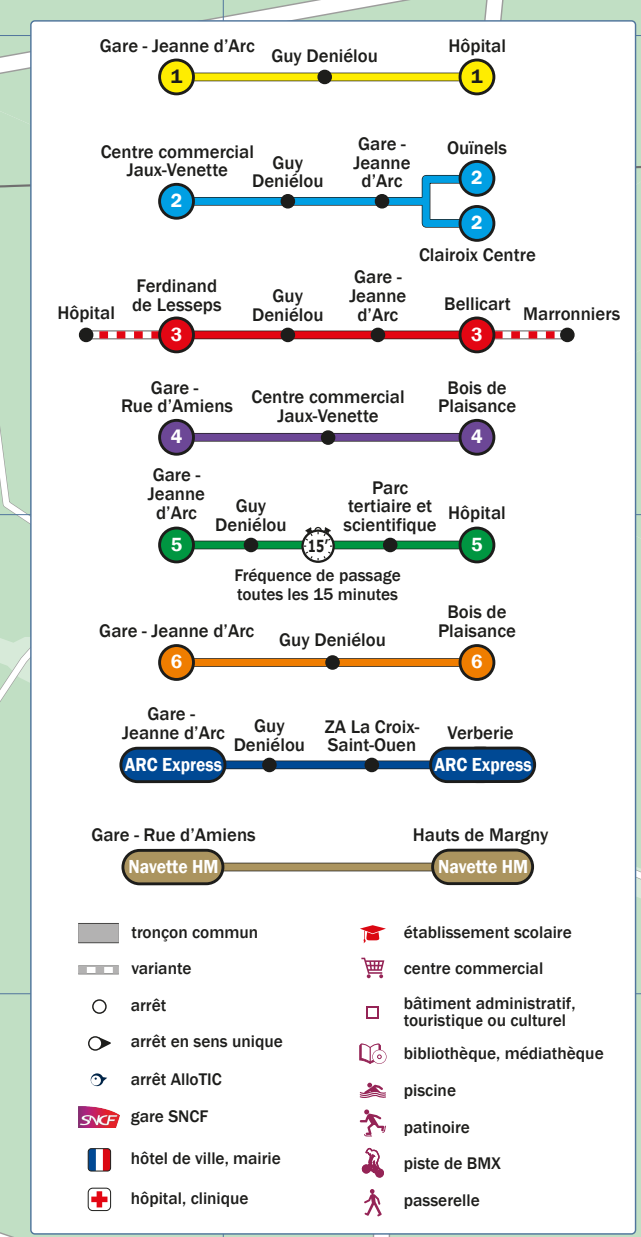 Gare - Jeanne d'Arc
Guy Deniélou
Hôpital
1
1
Centre commercial
Jaux-Venette
Guy
Deniélou
Gare -
Jeanne
d'Arc
Ouïnels
2
2
2
Clairoix Centre
Hôpital
Ferdinand
de Lesseps
Guy
Deniélou
Gare -
Jeanne
d'Arc
Bellicart
Marronniers
3
3
Gare -
Rue d'Amiens
Centre commercial
Jaux-Venette
Bois de
Plaisance
4
4
Gare -
Jeanne
d'Arc
Guy
Deniélou
Parc
tertiaire et
scientifique
Hôpital
5
15'
5
Fréquence de passage
toutes les 15 minutes
Gare - Jeanne d'Arc
Guy Deniélou
Bois de
Plaisance
6
6
Gare -
Jeanne d'Arc
Guy
Deniélou
ZA La Croix-
Saint-Ouen
Verberie
ARC Express
ARC Express
Gare - Rue d'Amiens
Hauts de Margny
Navette HM
Navette HM
tronçon commun
variante
arrêt
arrêt en sens unique
arrêt AlloTIC
SNCF gare SNCF
hôtel de ville, mairie
hôpital, clinique
établissement scolaire
centre commercial
bâtiment administratif,
touristique ou culturel
bibliothèque, médiathèque
piscine
patinoire
piste de BMX
passerelle